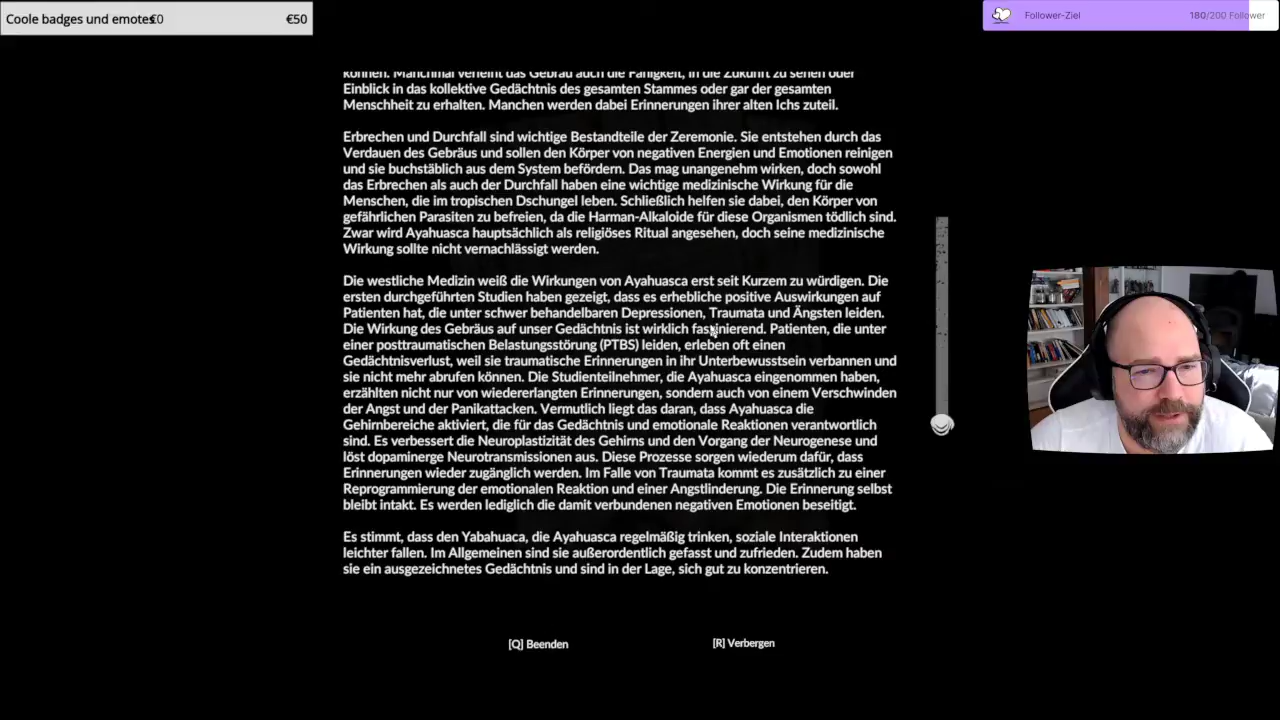 Coole badges und emotes€0 €50
Follower-Ziel 180/200 Follower
können. Manchmal verleiht das Gebräu auch die Fähigkeit, in die Zukunft zu sehen oder
Einblick in das kollektive Gedächtnis des gesamten Stammes oder gar der gesamten
Menschheit zu erhalten. Manchen werden dabei Erinnerungen ihrer alten Ichs zuteil.
Erbrechen und Durchfall sind wichtige Bestandteile der Zeremonie. Sie entstehen durch das
Verdauen des Gebräus und sollen den Körper von negativen Energien und Emotionen reinigen
und sie buchstäblich aus dem System befördern. Das mag unangenehm wirken, doch sowohl
das Erbrechen als auch der Durchfall haben eine wichtige medizinische Wirkung für die
Menschen, die im tropischen Dschungel leben. Schließlich helfen sie dabei, den Körper von
gefährlichen Parasiten zu befreien, da die Harman-Alkaloide für diese Organismen tödlich sind.
Zwar wird Ayahuasca hauptsächlich als religiöses Ritual angesehen, doch seine medizinische
Wirkung sollte nicht vernachlässigt werden.
Die westliche Medizin weiß die Wirkungen von Ayahuasca erst seit Kurzem zu würdigen. Die
ersten durchgeführten Studien haben gezeigt, dass es erhebliche positive Auswirkungen auf
Patienten hat, die unter schwer behandelbaren Depressionen, Traumata und Ängsten leiden.
Die Wirkung des Gebräus auf unser Gedächtnis ist wirklich faszinierend. Patienten, die unter
einer posttraumatischen Belastungsstörung (PTBS) leiden, erleben oft einen
Gedächtnisverlust, weil sie traumatische Erinnerungen in ihr Unterbewusstsein verbannen und
sie nicht mehr abrufen können. Die Studienteilnehmer, die Ayahuasca eingenommen haben,
erzählten nicht nur von wiedererlangten Erinnerungen, sondern auch von einem Verschwinden
der Angst und der Panikattacken. Vermutlich liegt das daran, dass Ayahuasca die
Gehirnbereiche aktiviert, die für das Gedächtnis und emotionale Reaktionen verantwortlich
sind. Es verbessert die Neuroplastizität des Gehirns und den Vorgang der Neurogenese und
löst dopaminerge Neurotransmissionen aus. Diese Prozesse sorgen wiederum dafür, dass
Erinnerungen wieder zugänglich werden. Im Falle von Traumata kommt es zusätzlich zu einer
Reprogrammierung der emotionalen Reaktion und einer Angstlinderung. Die Erinnerung selbst
bleibt intakt. Es werden lediglich die damit verbundenen negativen Emotionen beseitigt.
Es stimmt, dass den Yabahuaca, die Ayahuasca regelmäßig trinken, soziale Interaktionen
leichter fallen. Im Allgemeinen sind sie außerordentlich gefasst und zufrieden. Zudem haben
sie ein ausgezeichnetes Gedächtnis und sind in der Lage, sich gut zu konzentrieren.
[Q] Beenden [R] Verbergen